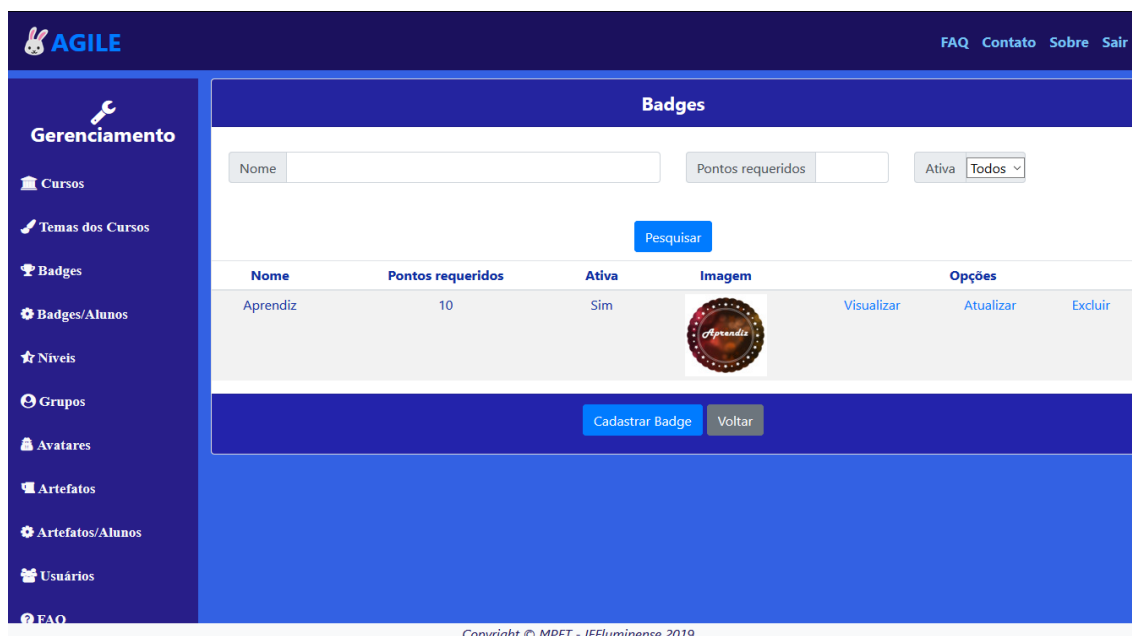 AGILE
FAQ Contato Sobre Sair
Gerenciamento
Cursos
Temas dos Cursos
Badges
Badges/Alunos
Níveis
Grupos
Avatares
Artefatos
Artefatos/Alunos
Usuários
FAQ
Badges
Nome Pontos requeridos Ativa Todos
Pesquisar
Nome Pontos requeridos Ativa Imagem Opções
Aprendiz 10 Sim Aprendiz Visualizar Atualizar Excluir
Cadastrar Badge Voltar
Copyright © MPET - IFFluminense 2019